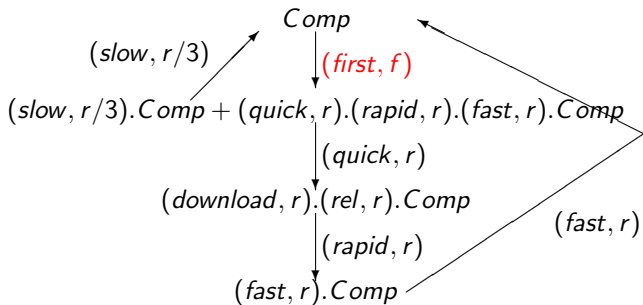 Comp
(slow, r/3)
(first, f)
(slow, r/3).Comp + (quick, r).(rapid, r).(fast, r).Comp
(quick, r)
(download, r).(rel, r).Comp
(fast, r)
(rapid, r)
(fast, r).Comp